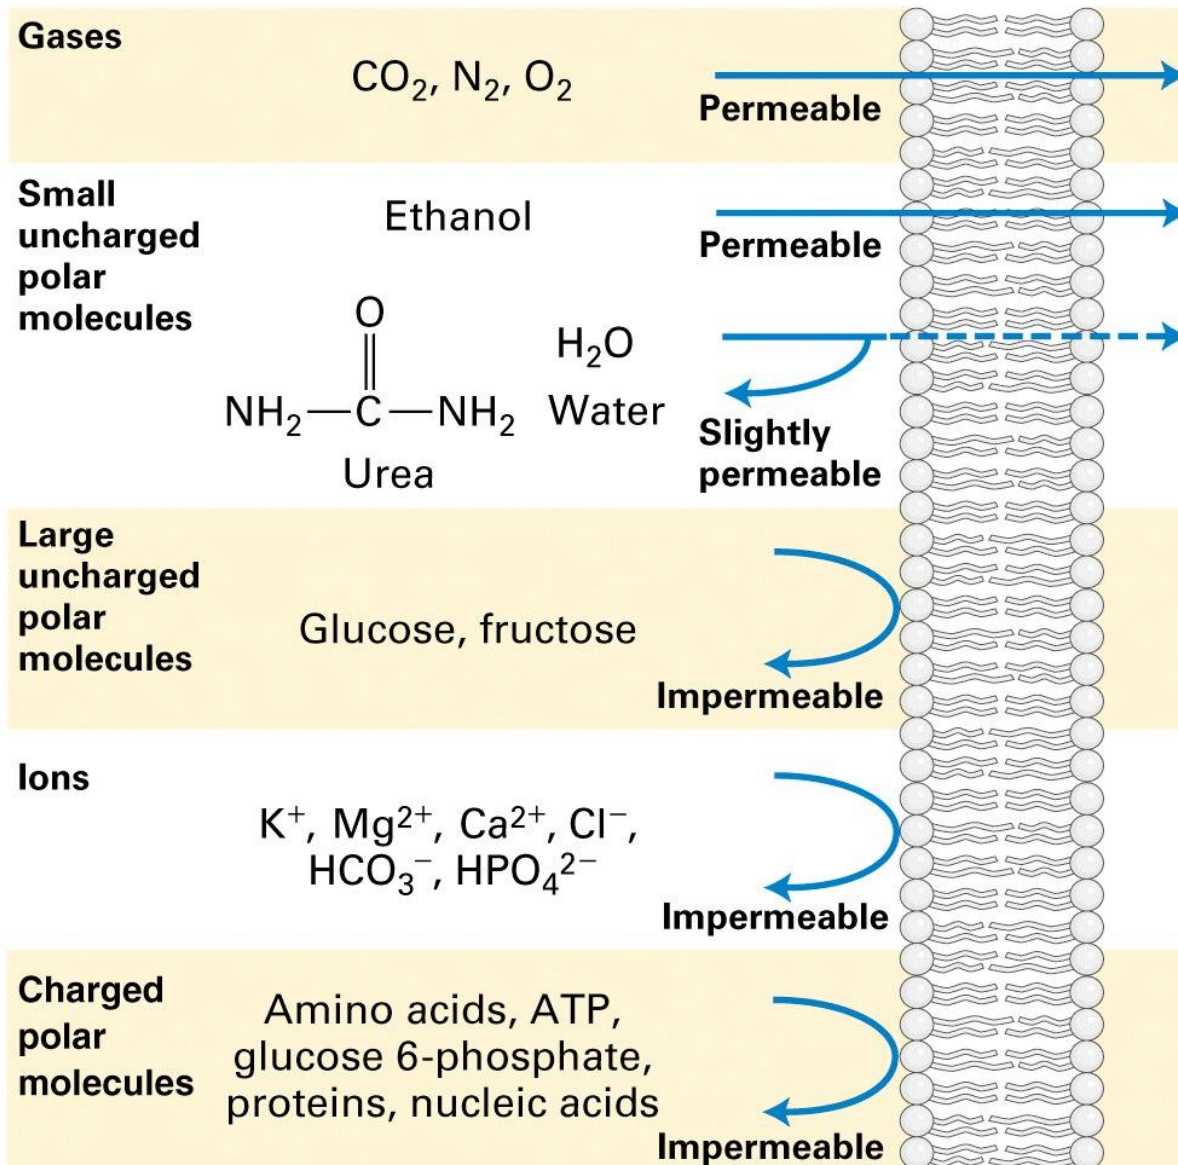 Gases
CO₂, N₂, O₂
Permeable
Small
uncharged
polar
molecules
Ethanol
Permeable
O
NH₂—C—NH₂
Urea
H₂O
Water
Slightly
permeable
Large
uncharged
polar
molecules
Glucose, fructose
Impermeable
Ions
K⁺, Mg²⁺, Ca²⁺, Cl⁻,
HCO₃⁻, HPO₄²⁻
Impermeable
Charged
polar
molecules
Amino acids, ATP,
glucose 6-phosphate,
proteins, nucleic acids
Impermeable